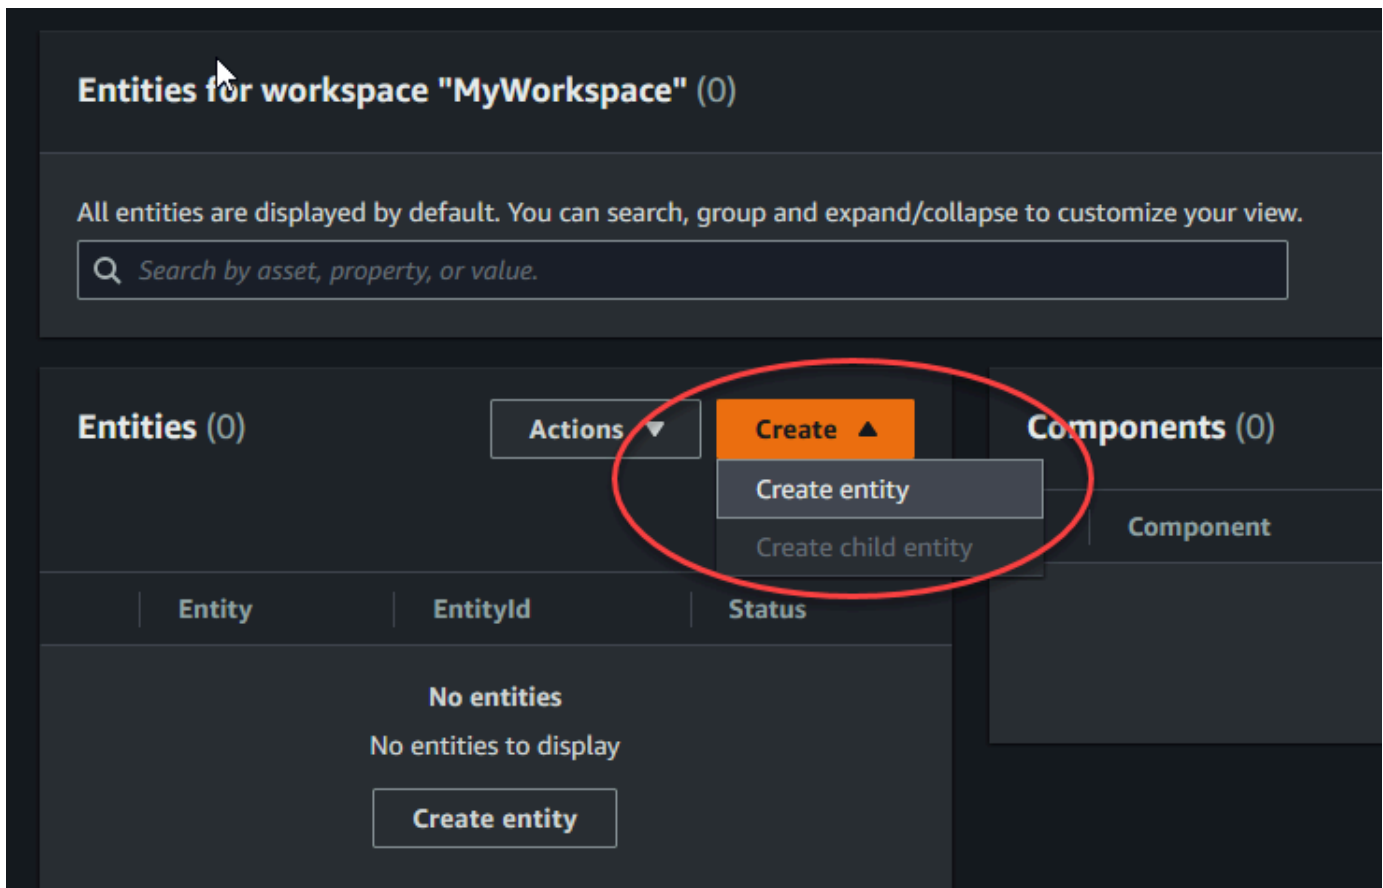 Entities for workspace "MyWorkspace" (0)
All entities are displayed by default. You can search, group and expand/collapse to customize your view.
Search by asset, property, or value.
Entities (0)
Actions
Create
Create entity
Create child entity
Components (0)
Component
Entity
EntityId
Status
No entities
No entities to display
Create entity